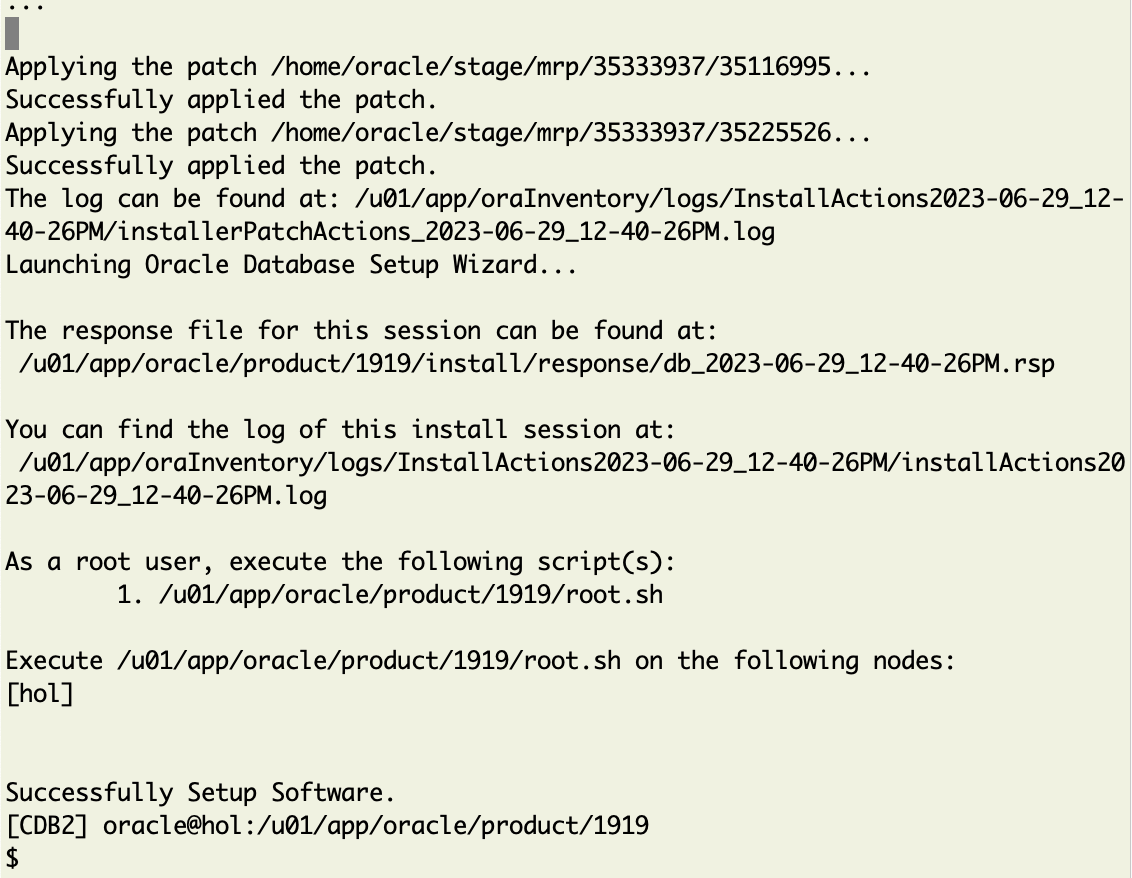 ...
Applying the patch /home/oracle/stage/mrp/35333937/35116995...
Successfully applied the patch.
Applying the patch /home/oracle/stage/mrp/35333937/35225526...
Successfully applied the patch.
The log can be found at: /u01/app/oraInventory/logs/InstallActions2023-06-29_12-
40-26PM/installerPatchActions_2023-06-29_12-40-26PM.log
Launching Oracle Database Setup Wizard...
The response file for this session can be found at:
/u01/app/oracle/product/1919/install/response/db_2023-06-29_12-40-26PM.rsp
You can find the log of this install session at:
/u01/app/oraInventory/logs/InstallActions2023-06-29_12-40-26PM/installActions20
23-06-29_12-40-26PM.log
As a root user, execute the following script(s):
1. /u01/app/oracle/product/1919/root.sh
Execute /u01/app/oracle/product/1919/root.sh on the following nodes:
[hol]
Successfully Setup Software.
[CDB2] oracle@hol:/u01/app/oracle/product/1919
$